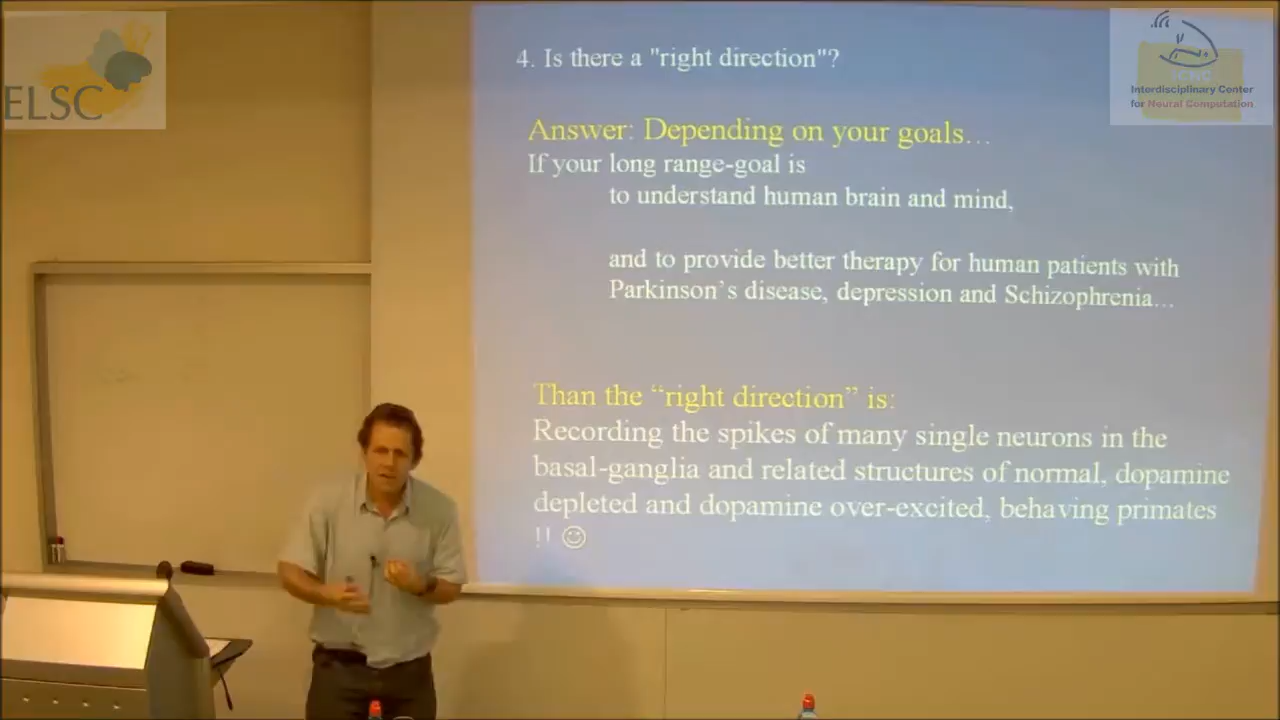 ELSC
ICNC
Interdisciplinary Center
for Neural Computation
4. Is there a "right direction"?
Answer: Depending on your goals…
If your long range-goal is
to understand human brain and mind,
and to provide better therapy for human patients with
Parkinson's disease, depression and Schizophrenia…
Than the “right direction” is:
Recording the spikes of many single neurons in the
basal-ganglia and related structures of normal, dopamine
depleted and dopamine over-excited, behaving primates
!! ☺